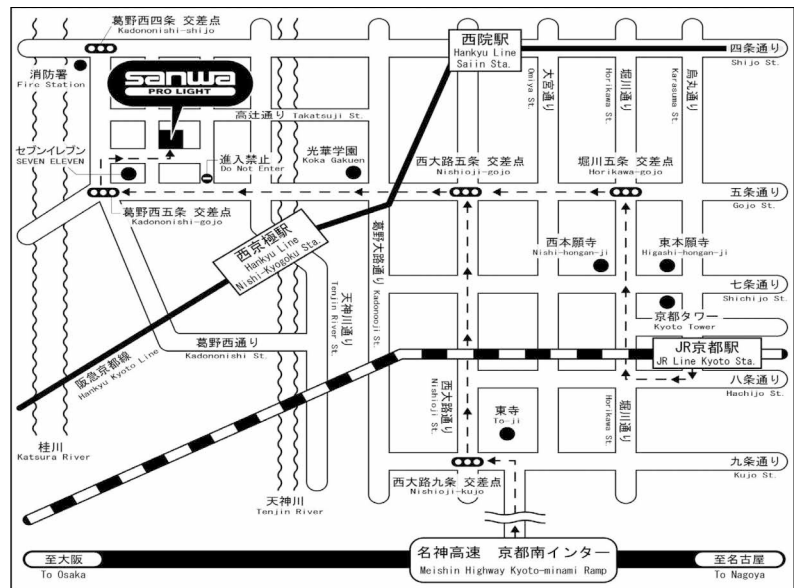 葛野西四条 交差点
Kadononishi-shijo
西院駅
Hankyu Line
Saiin Sta.
四条通り
Shijo St.
消防署
Fire Station
sanwa
PRO LIGHT
大宮通り
Omiya St.
堀川通り
Horikawa St.
烏丸通り
Karasuma St.
高辻通り Takatsuji St.
セブンイレブン
SEVEN ELEVEN
進入禁止
Do Not Enter
光華学園
Koka Gakuen
西大路五条 交差点
Nishioji-gojo
堀川五条 交差点
Horikawa-gojo
五条通り
Gojo St.
葛野西五条 交差点
Kadononishi-gojo
西京極駅
Hankyu Line
Nishi-Kyogoku Sta.
葛野大路通り
Kadonooji St.
西本願寺
Nishi-hongan-ji
東本願寺
Higashi-hongan-ji
七条通り
Shichijo St.
天神川通り
Tenjin River St.
京都タワー
Kyoto Tower
葛野西通り
Kadononishi St.
阪急京都線
Hankyu Kyoto Line
JR京都駅
JR Line Kyoto Sta.
西大路通り
Nishioji St.
八条通り
Hachijo St.
東寺
To-ji
堀川通り
Horikawa St.
桂川
Katsura River
西大路九条 交差点
Nishioji-kujo
九条通り
Kujo St.
天神川
Tenjin River
至大阪
To Osaka
名神高速 京都南インター
Meishin Highway Kyoto-minami Ramp
至名古屋
To Nagoya